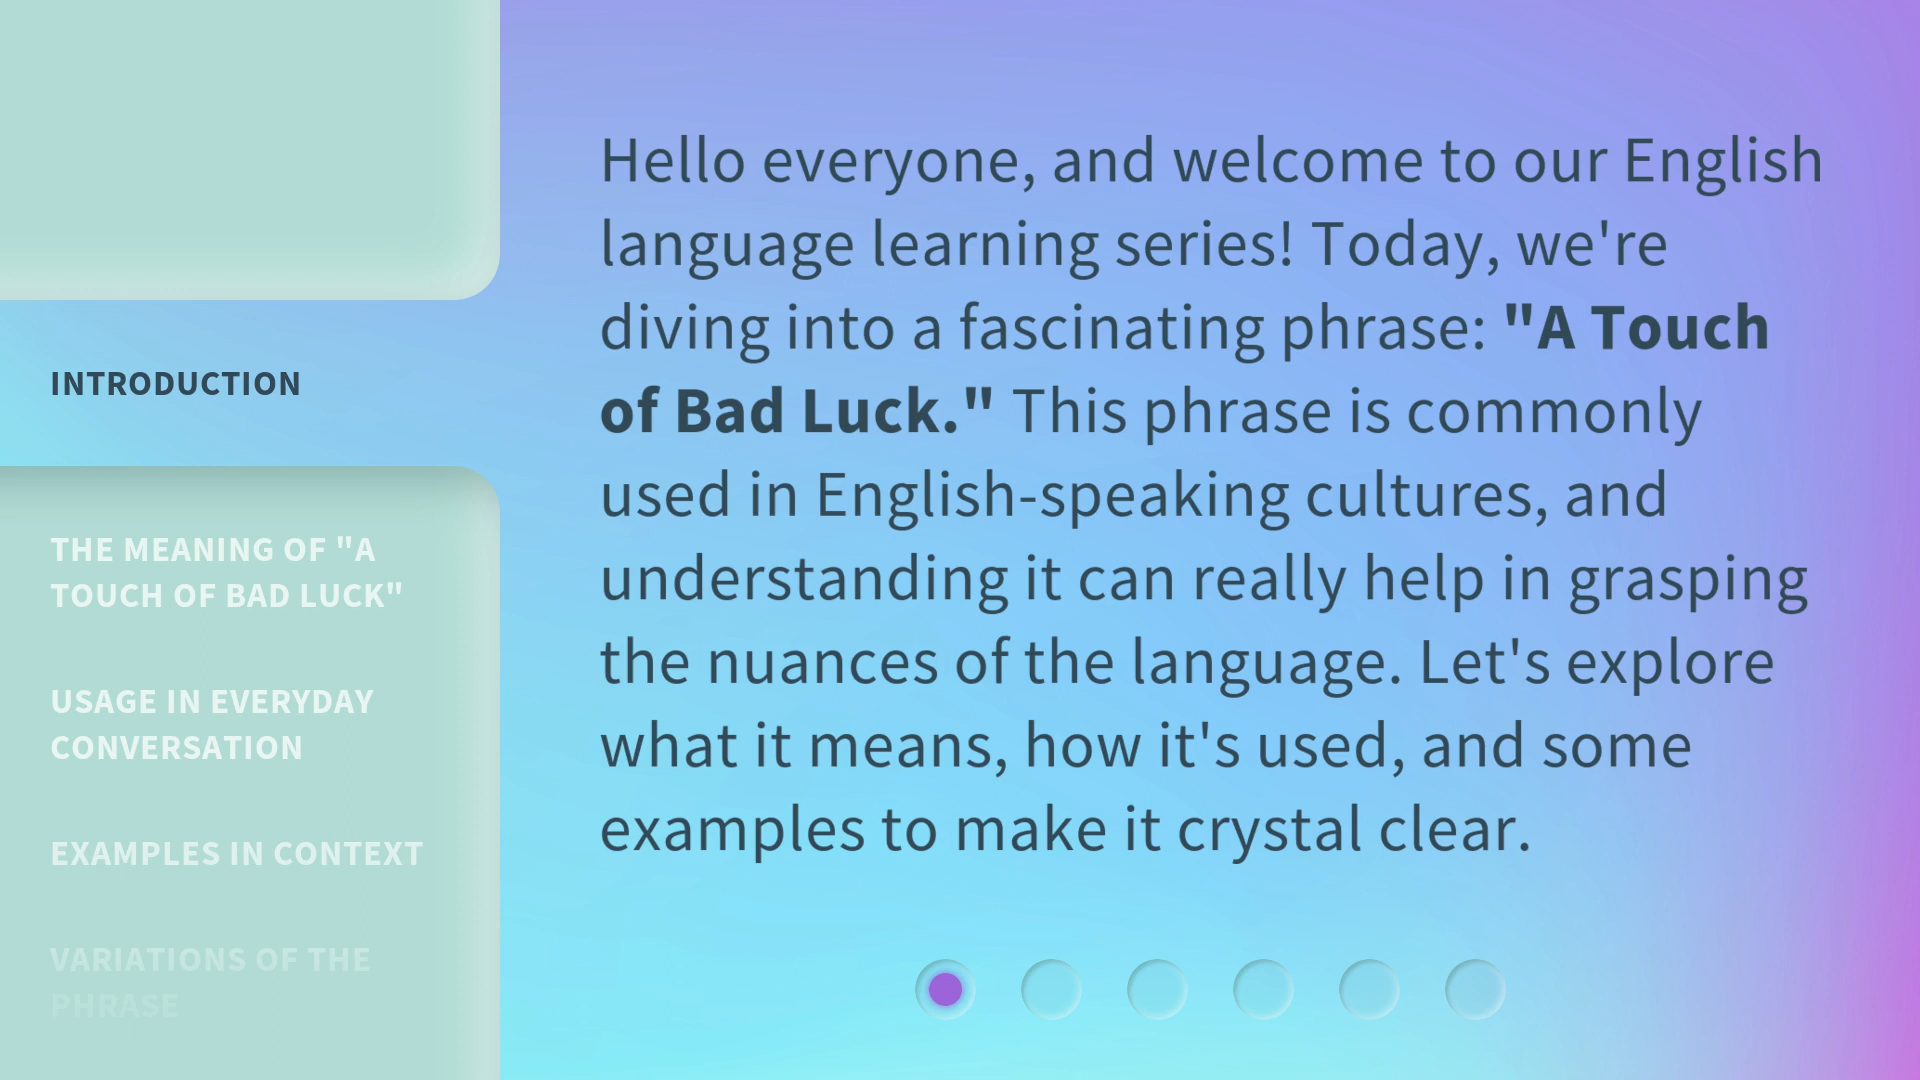 INTRODUCTION
THE MEANING OF "A
TOUCH OF BAD LUCK"
USAGE IN EVERYDAY
CONVERSATION
EXAMPLES IN CONTEXT
VARIATIONS OF THE
PHRASE
Hello everyone, and welcome to our English
language learning series! Today, we're
diving into a fascinating phrase: "A Touch
of Bad Luck." This phrase is commonly
used in English-speaking cultures, and
understanding it can really help in grasping
the nuances of the language. Let's explore
what it means, how it's used, and some
examples to make it crystal clear.